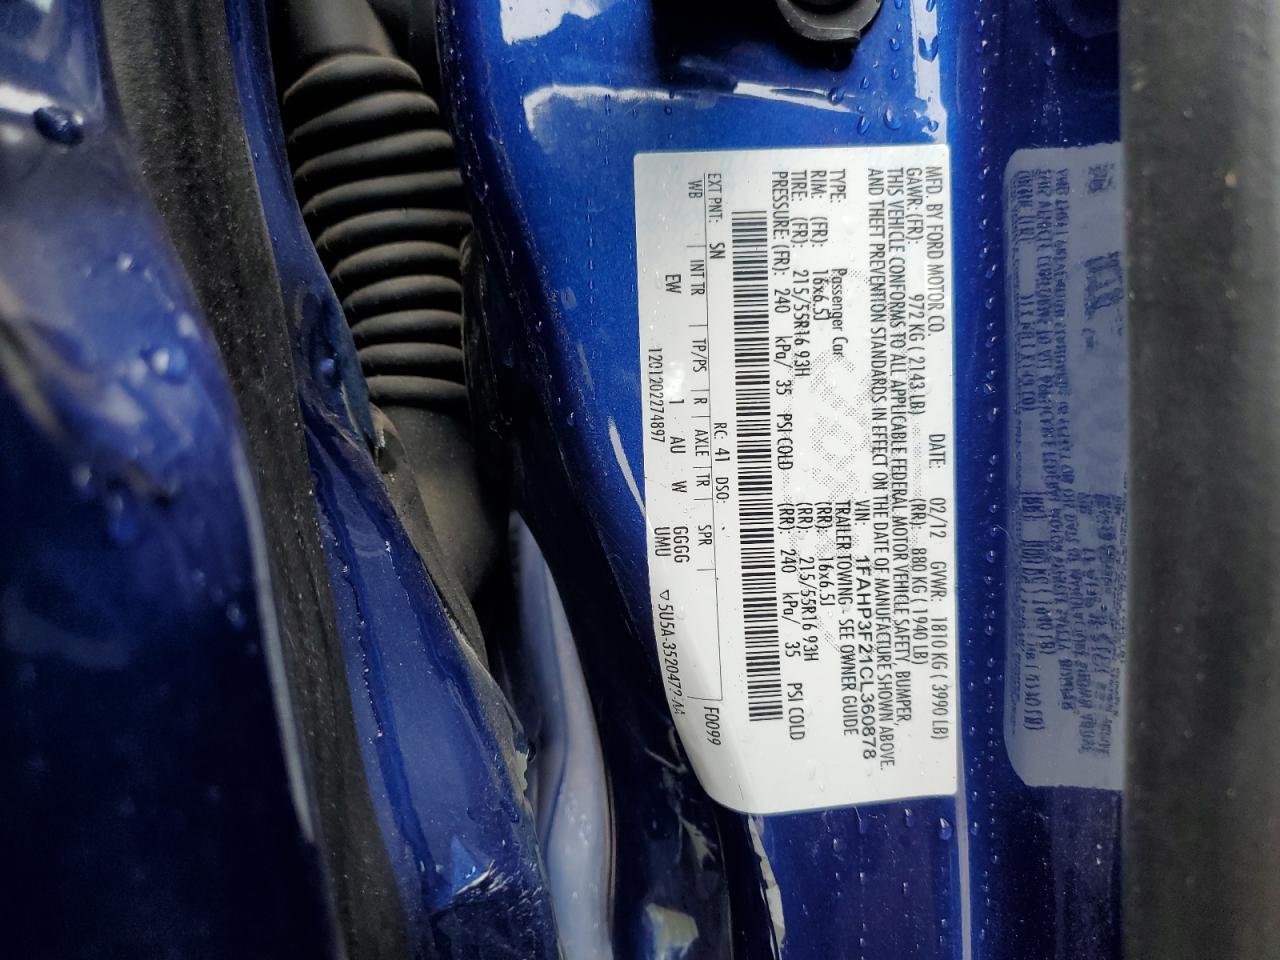 MFD. BY FORD MOTOR CO.
DATE: 02/12 GVWR: 1810 KG ( 3990 LB)
GAWR: (FR): 972 KG ( 2143 LB) (RR): 880 KG ( 1940 LB)
THIS VEHICLE CONFORMS TO ALL APPLICABLE FEDERAL MOTOR VEHICLE SAFETY, BUMPER,
AND THEFT PREVENTION STANDARDS IN EFFECT ON THE DATE OF MANUFACTURE SHOWN ABOVE.
VIN: 1FAHP3F21CL360878
TYPE: Passenger Car TRAILER TOWING - SEE OWNER GUIDE
RIM: (FR): 16x6.5J (RR): 16x6.5J
TIRE: (FR): 215/55R16 93H (RR): 215/55R16 93H
PRESSURE (FR): 240 kPa/ 35 PSI COLD (RR): 240 kPa/ 35 PSI COLD
RC: 41 DSO:
F0099
EXT PNT: SN INT TR TP/PS R AXLE TR SPR
WB EW 1 AU W GGGG
UMU
1201202274897
▽ 5U5A-3520472-AA